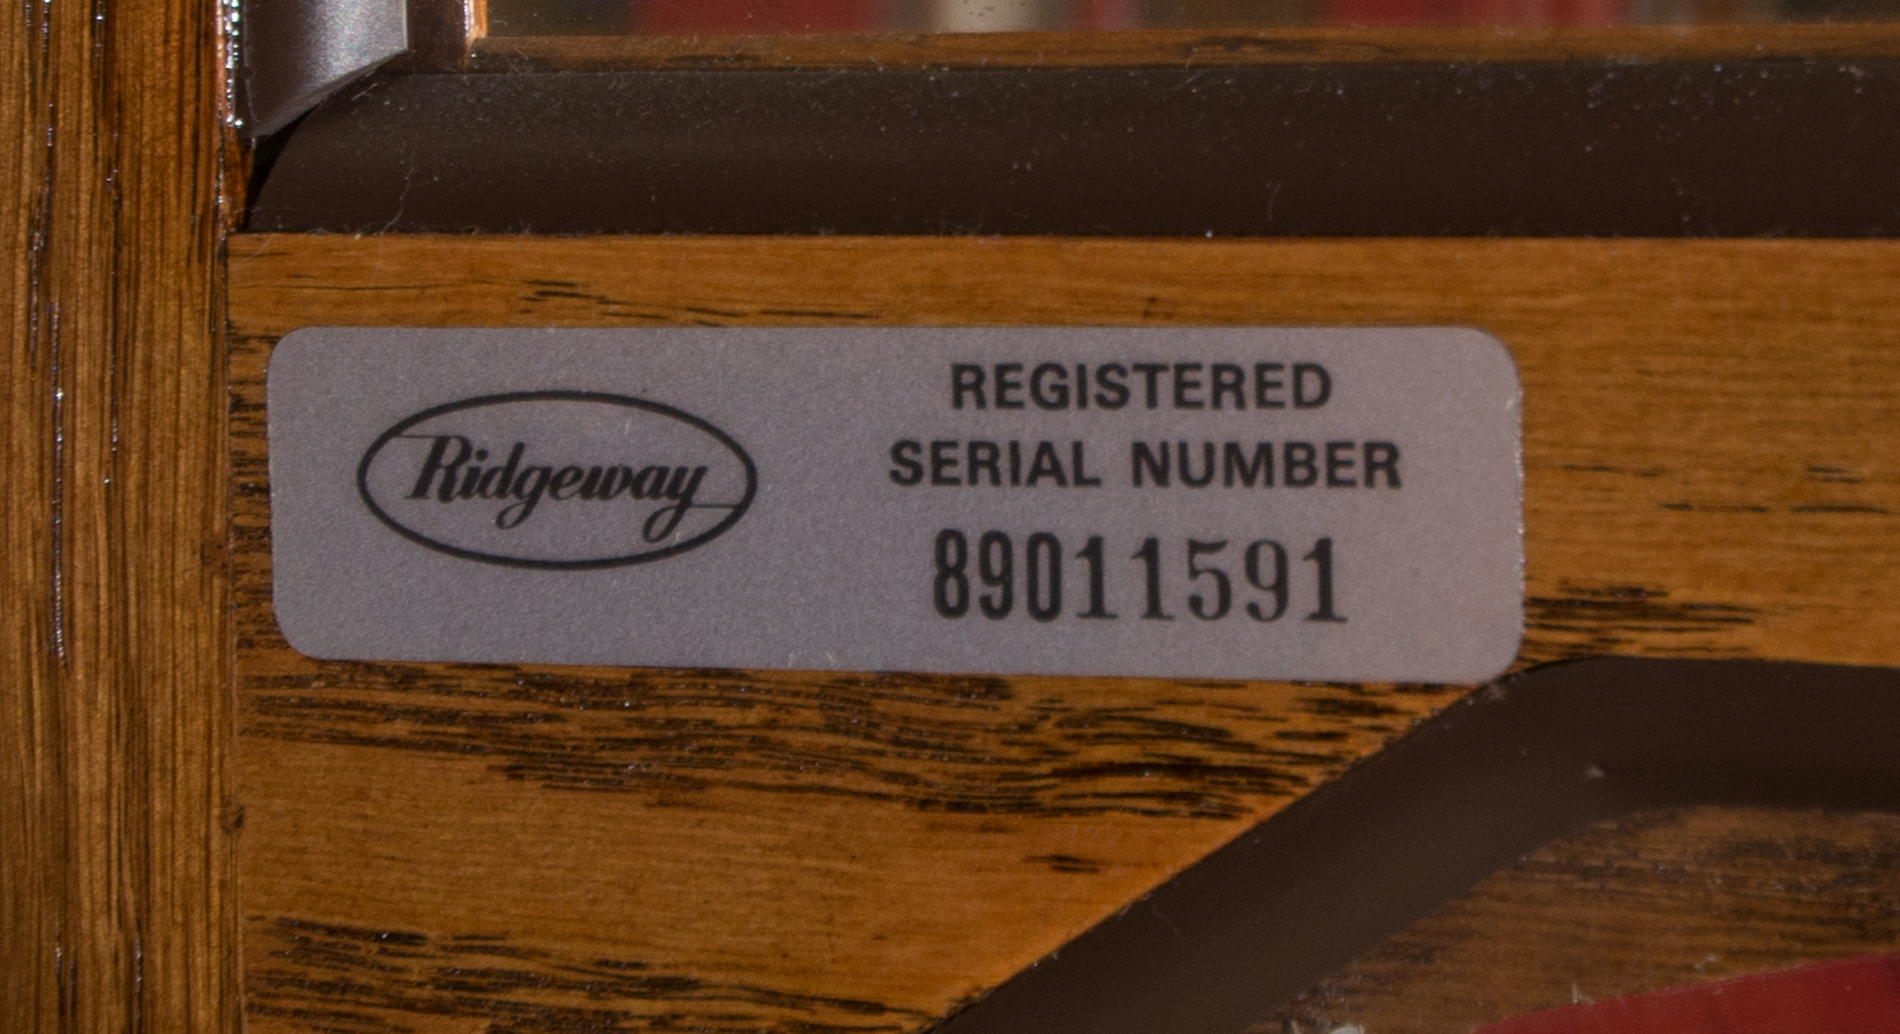 Ridgeway
REGISTERED
SERIAL NUMBER
89011591